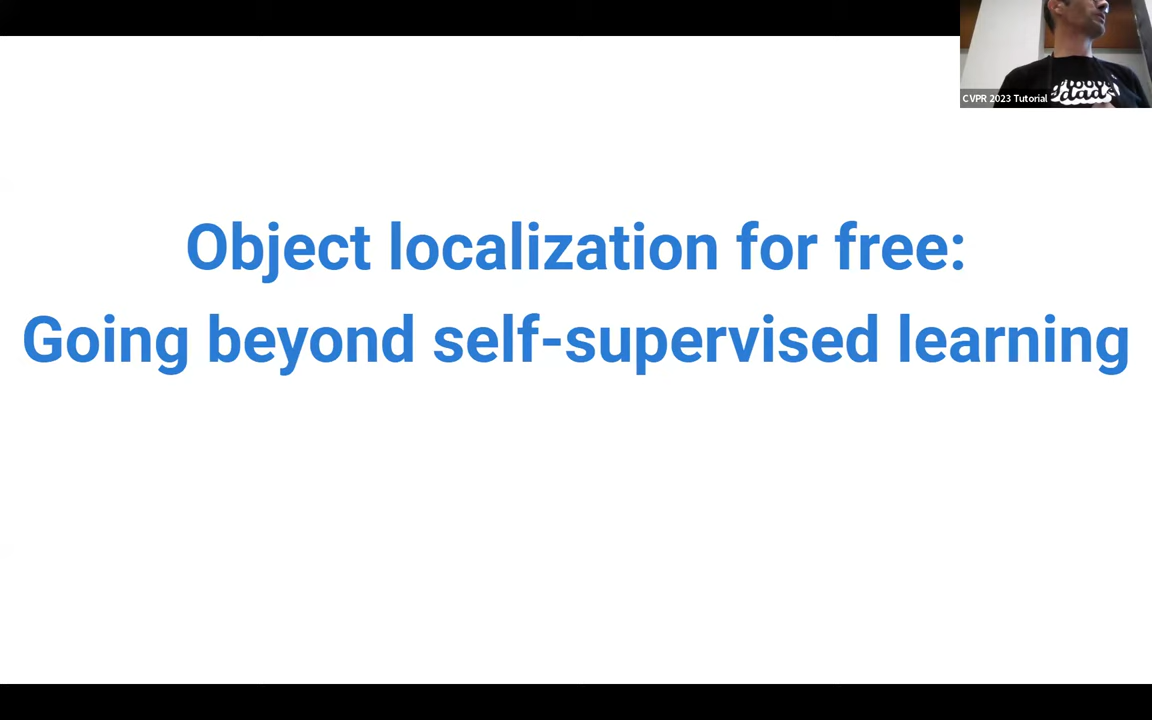 CVPR 2023 Tutorial
Object localization for free:
Going beyond self-supervised learning